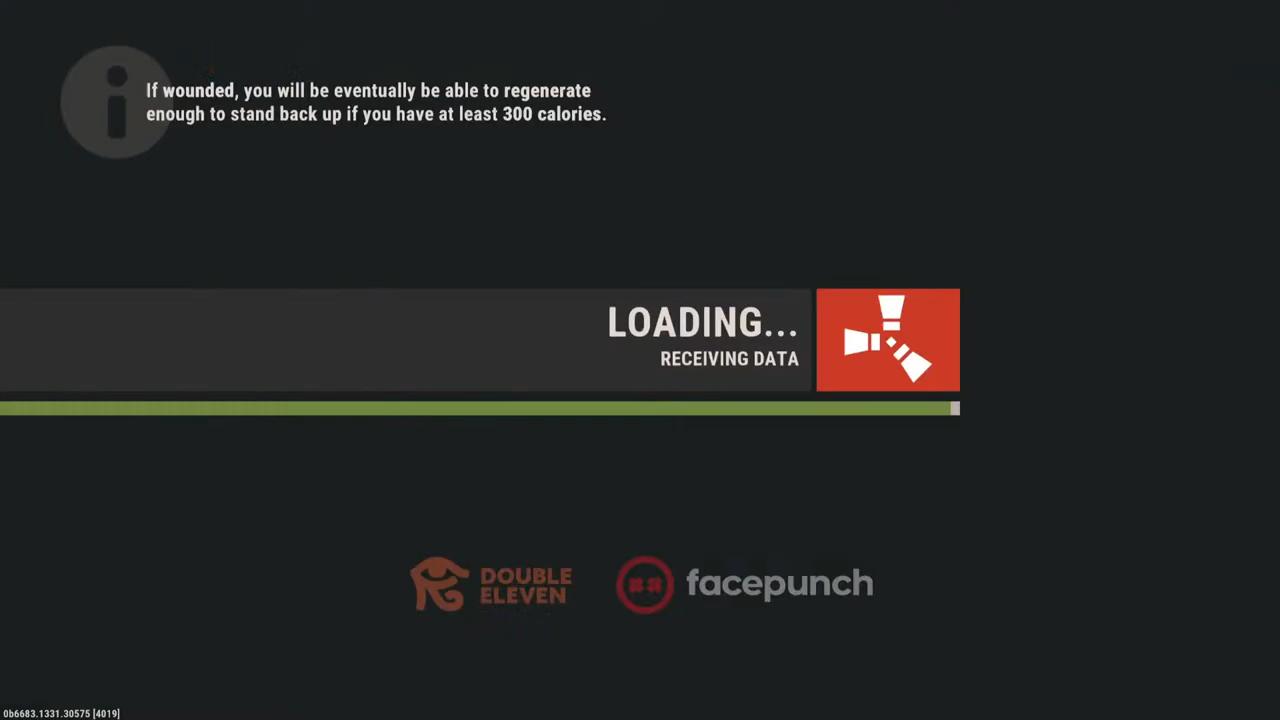 If wounded, you will be eventually be able to regenerate
enough to stand back up if you have at least 300 calories.
LOADING...
RECEIVING DATA
DOUBLE
ELEVEN
facepunch
0b6683.1331.30575 [4019]